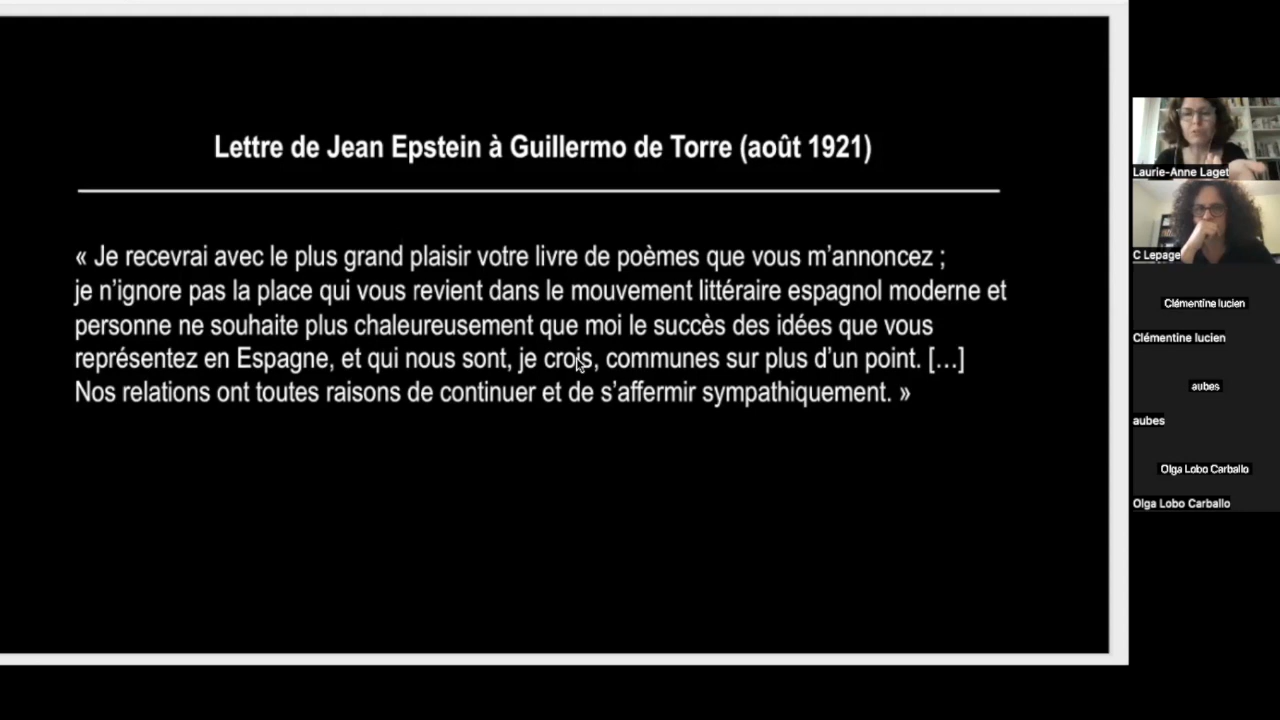 Lettre de Jean Epstein à Guillermo de Torre (août 1921)
« Je recevrai avec le plus grand plaisir votre livre de poèmes que vous m’annoncez ;
je n’ignore pas la place qui vous revient dans le mouvement littéraire espagnol moderne et
personne ne souhaite plus chaleureusement que moi le succès des idées que vous
représentez en Espagne, et qui nous sont, je crois, communes sur plus d’un point. […]
Nos relations ont toutes raisons de continuer et de s’affermir sympathiquement. »
Laurie-Anne Laget
C Lepage
Clémentine lucien
Clémentine lucien
aubes
aubes
Olga Lobo Carballo
Olga Lobo Carballo